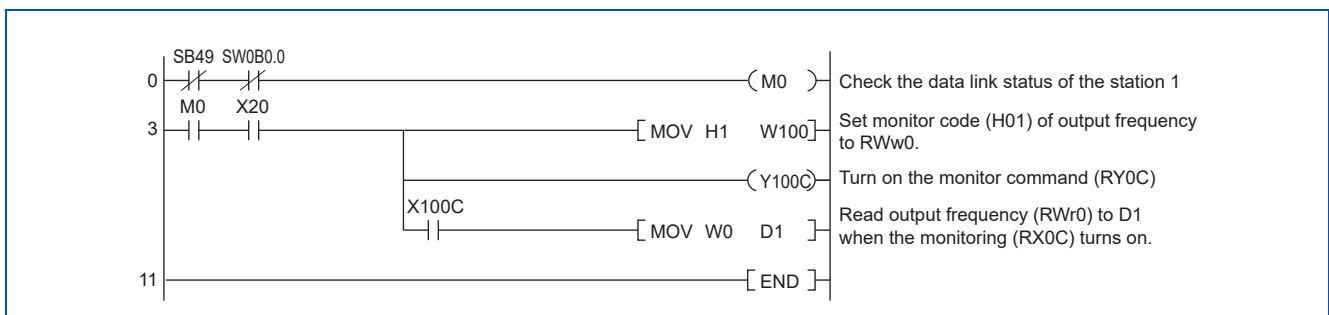 SB49 SW0B0.0
0 M0 Check the data link status of the station 1
M0 X20
3 MOV H1 W100 Set monitor code (H01) of output frequency
to RWw0.
Y100C Turn on the monitor command (RY0C)
X100C
MOV W0 D1 Read output frequency (RWr0) to D1
when the monitoring (RX0C) turns on.
11 END